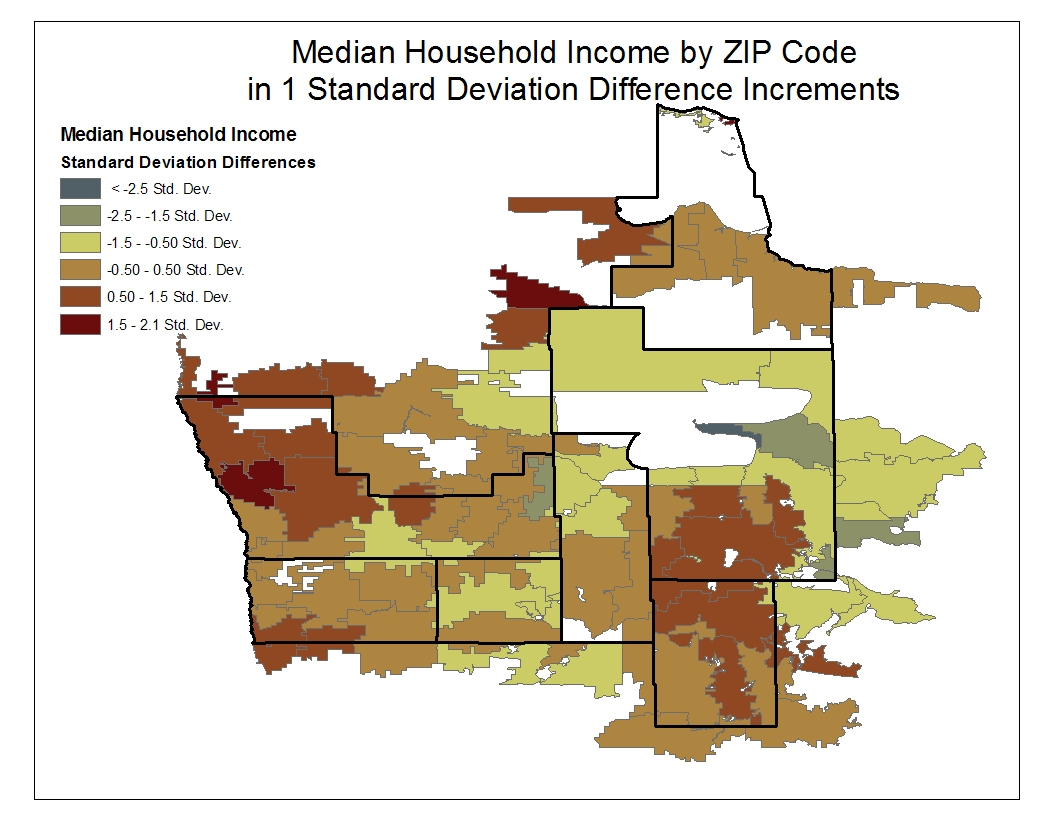 Median Household Income by ZIP Code
in 1 Standard Deviation Difference Increments
Median Household Income
Standard Deviation Differences
< -2.5 Std. Dev.
-2.5 - -1.5 Std. Dev.
-1.5 - -0.50 Std. Dev.
-0.50 - 0.50 Std. Dev.
0.50 - 1.5 Std. Dev.
1.5 - 2.1 Std. Dev.